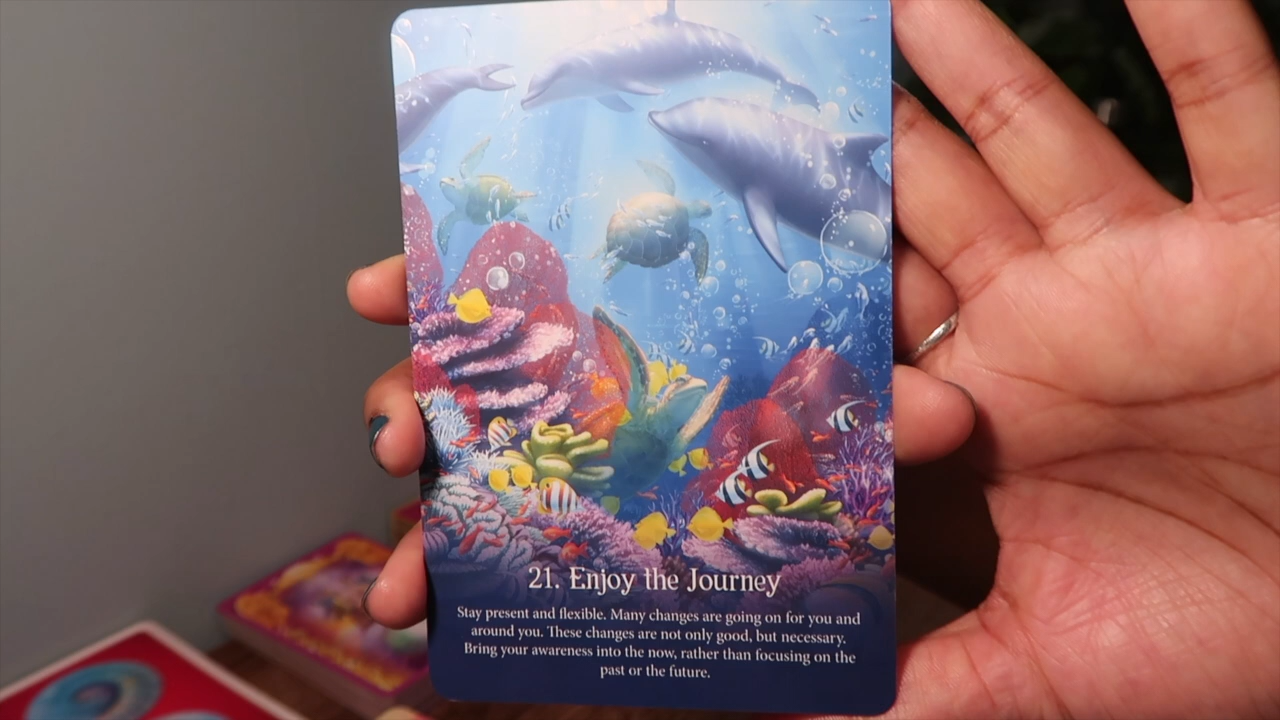 21. Enjoy the Journey
Stay present and flexible. Many changes are going on for you and
around you. These changes are not only good, but necessary.
Bring your awareness into the now, rather than focusing on the
past or the future.